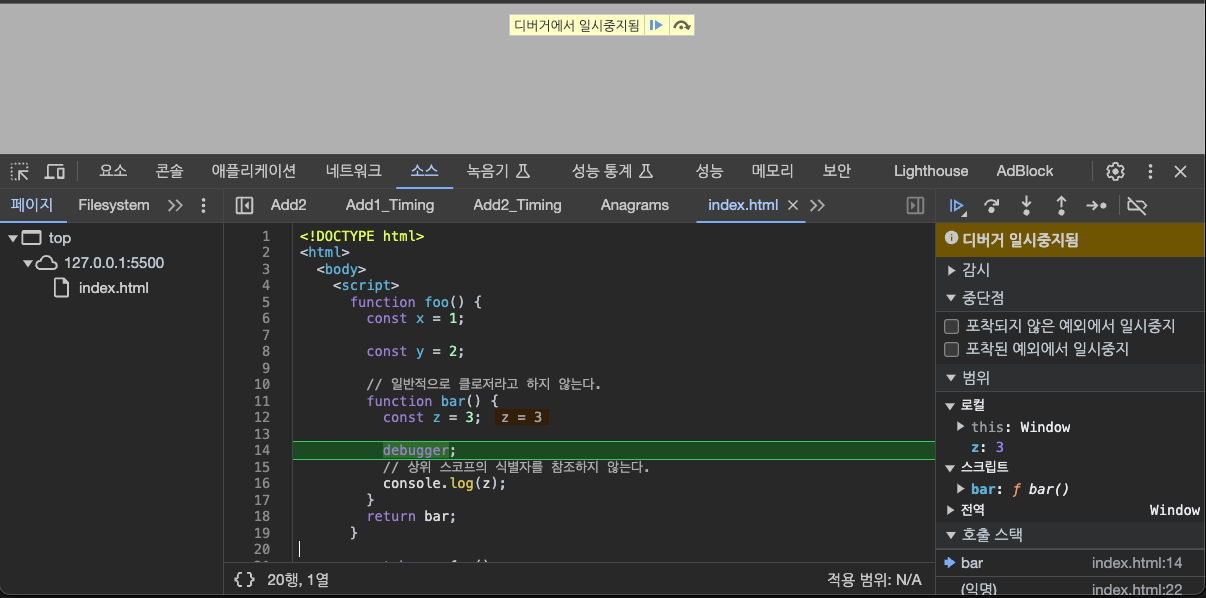 디버거에서 일시중지됨
요소 콘솔 애플리케이션 네트워크 소스 녹음기 성능 통계 성능 메모리 보안 Lighthouse AdBlock
페이지 Filesystem
Add2 Add1_Timing Add2_Timing Anagrams index.html
top
127.0.0.1:5500
index.html
1 <!DOCTYPE html>
2 <html>
3 <body>
4 <script>
5 function foo() {
6 const x = 1;
7
8 const y = 2;
9
10 // 일반적으로 클로저라고 하지 않는다.
11 function bar() {
12 const z = 3; z = 3
13
14 debugger;
15 // 상위 스코프의 식별자를 참조하지 않는다.
16 console.log(z);
17 }
18 return bar;
19 }
20
{} 20행, 1열 적용 범위: N/A
디버거 일시중지됨
감시
중단점
포착되지 않은 예외에서 일시중지
포착된 예외에서 일시중지
범위
로컬
this: Window
z: 3
스크립트
bar: ƒ bar()
전역 Window
호출 스택
bar index.html:14
(익명) index.html:22